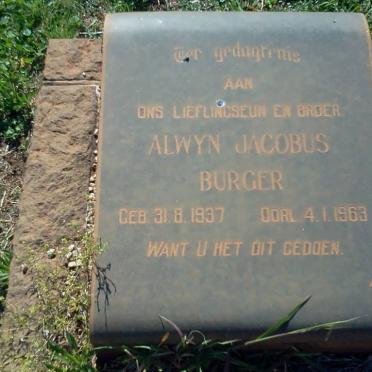 Ter gedagtenis
AAN
ONS LIEFLINGSEUN EN BROER
ALWYN JACOBUS
BURGER
GEB. 31.8.1937 OORL. 4.1.1963
WANT U HET DIT GEDOEN.